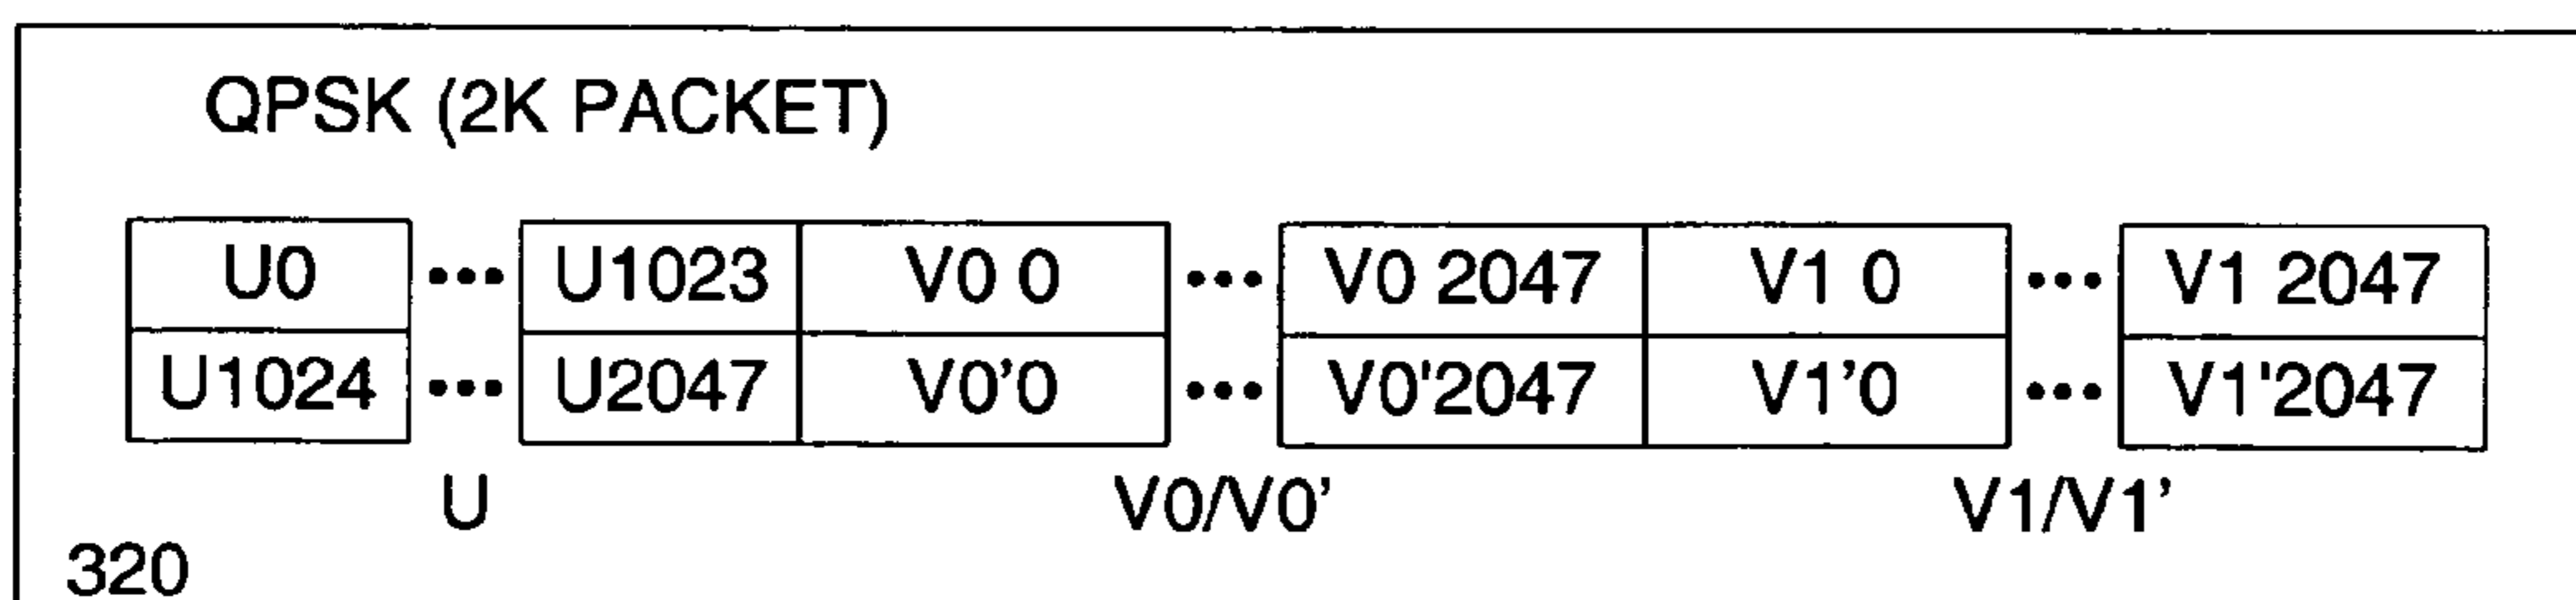 QPSK (2K PACKET)
U0 ••• U1023 V0 0 ••• V0 2047 V1 0 ••• V1 2047
U1024 ••• U2047 V0’0 ••• V0'2047 V1’0 ••• V1'2047
U V0/V0’ V1/V1’
320